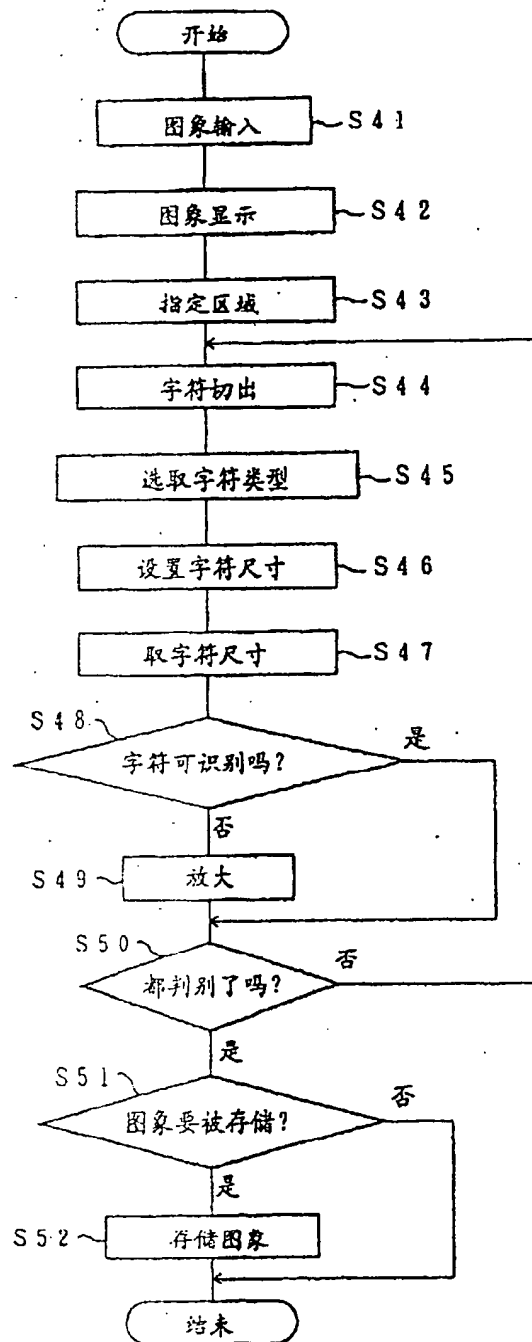 开始
图象输入 S41
图象显示 S42
指定区域 S43
字符切出 S44
选取字符类型 S45
设置字符尺寸 S46
取字符尺寸 S47
S48
是
字符可识别吗?
否
S49 放大
S50
否
都判别了吗?
是
S51
否
图象要被存储?
是
S52 存储图象
结束